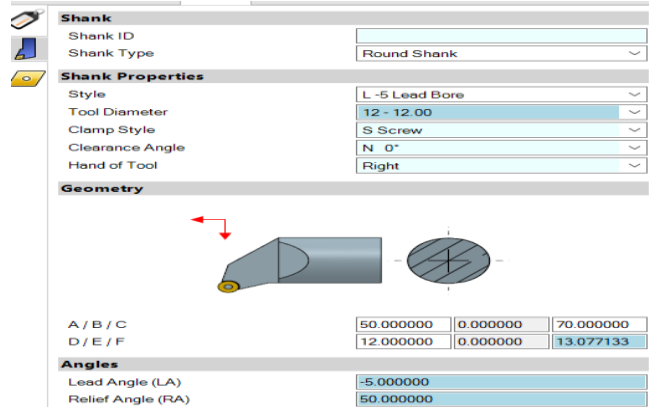 Shank
Shank ID
Shank Type Round Shank
Shank Properties
Style L -5 Lead Bore
Tool Diameter 12 - 12.00
Clamp Style S Screw
Clearance Angle N 0°
Hand of Tool Right
Geometry
A / B / C 50.000000 0.000000 70.000000
D / E / F 12.000000 0.000000 13.077133
Angles
Lead Angle (LA) -5.000000
Relief Angle (RA) 50.000000